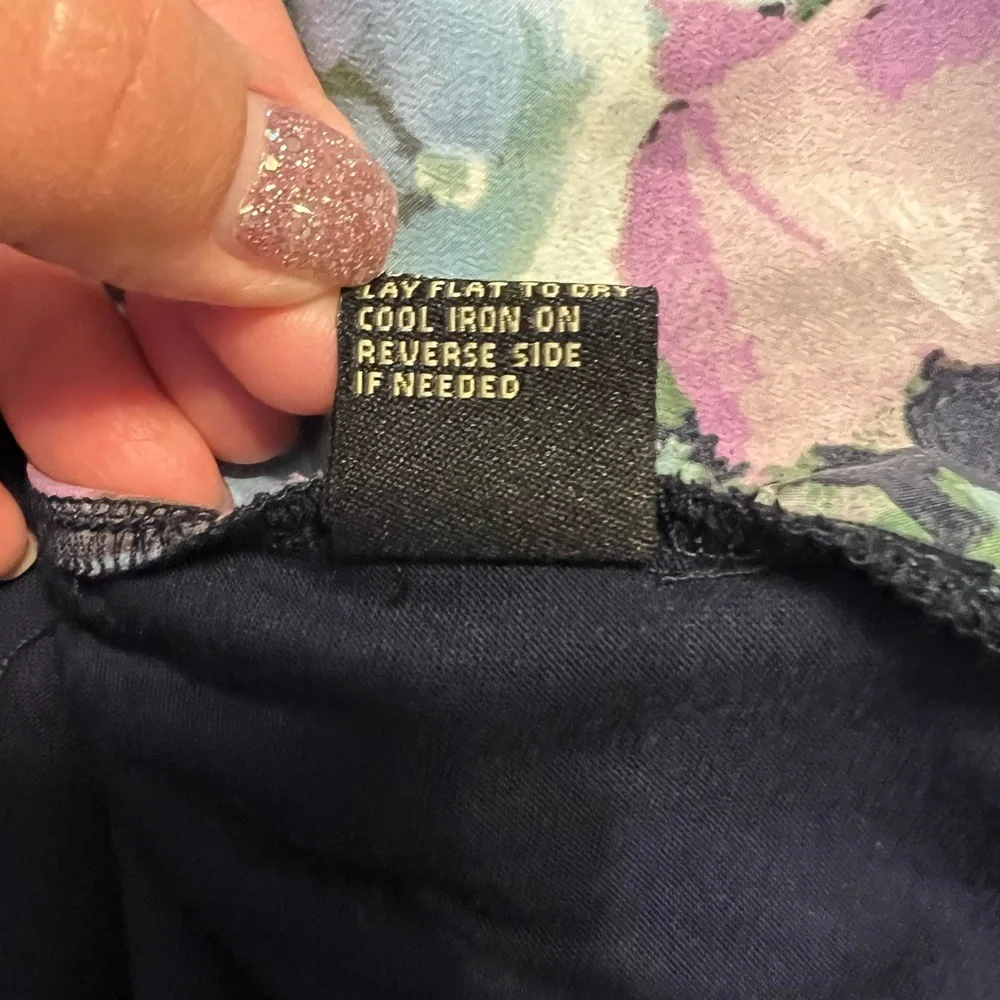 LAY FLAT TO DRY
COOL IRON ON
REVERSE SIDE
IF NEEDED